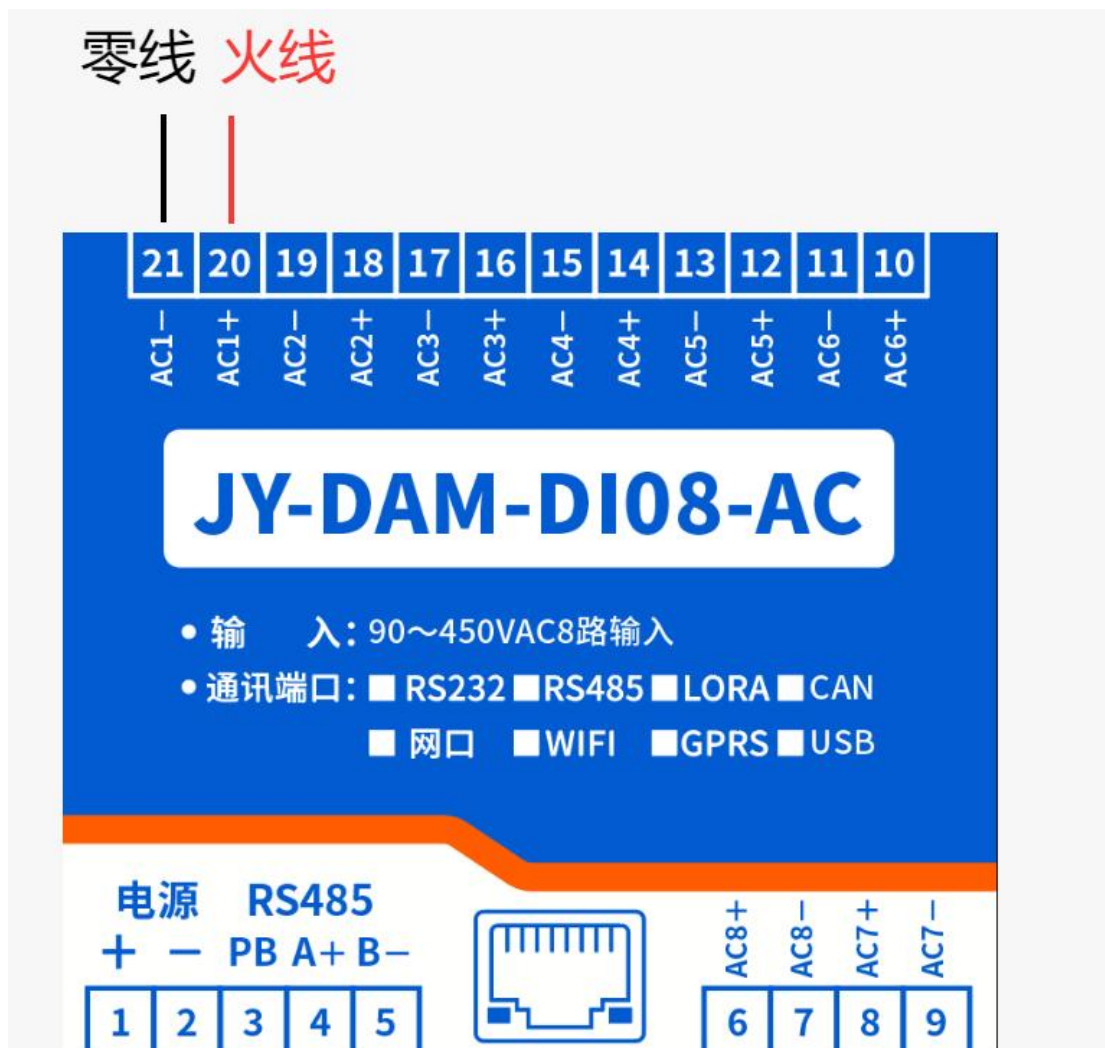 零线 火线
21 20 19 18 17 16 15 14 13 12 11 10
AC1− AC1+ AC2− AC2+ AC3− AC3+ AC4− AC4+ AC5− AC5+ AC6− AC6+
JY-DAM-DI08-AC
• 输 入：90～450VAC8路输入
• 通讯端口：■ RS232 ■RS485 ■LORA ■CAN
■ 网口 ■WIFI ■GPRS ■USB
电源 RS485
+ − PB A+ B−
AC8+ AC8− AC7+ AC7−
1 2 3 4 5 6 7 8 9